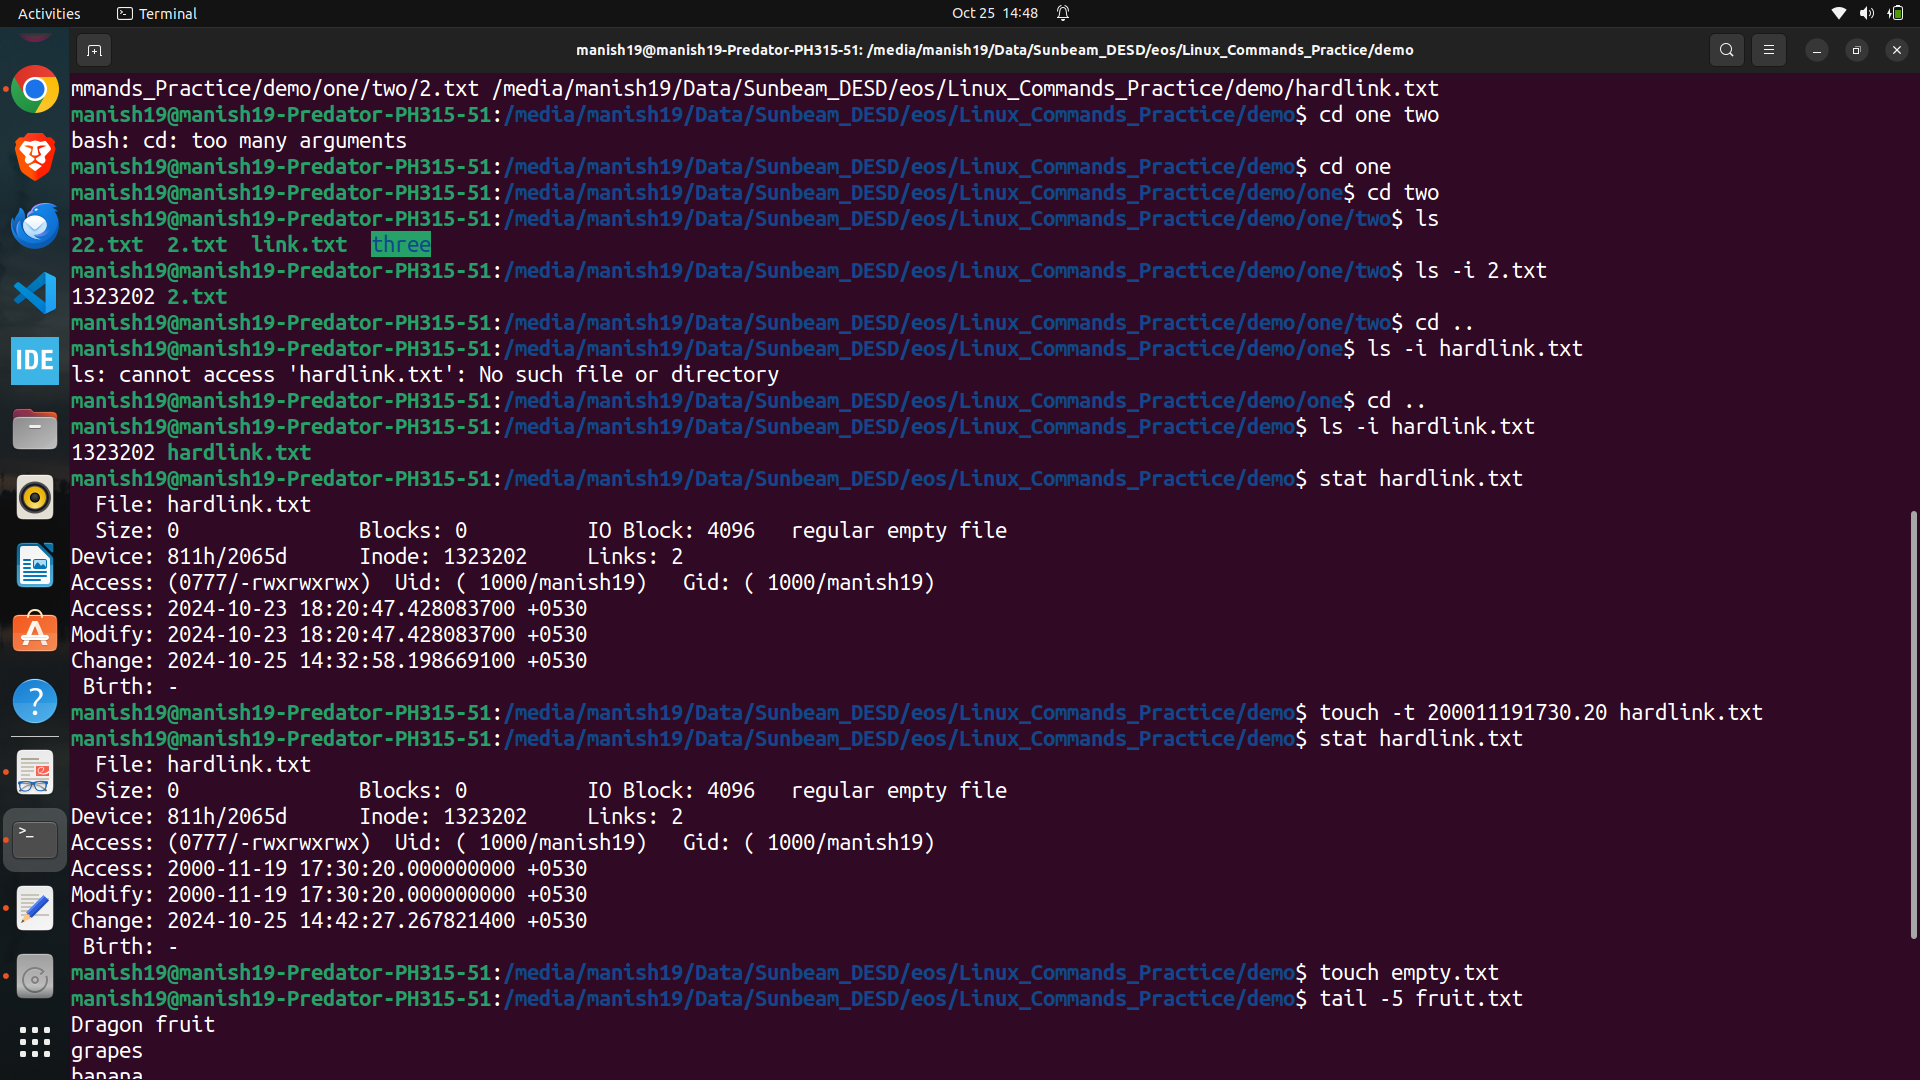 Activities
Terminal
Oct 25 14:48
manish19@manish19-Predator-PH315-51: /media/manish19/Data/Sunbeam_DESD/eos/Linux_Commands_Practice/demo
mmands_Practice/demo/one/two/2.txt /media/manish19/Data/Sunbeam_DESD/eos/Linux_Commands_Practice/demo/hardlink.txt
manish19@manish19-Predator-PH315-51:/media/manish19/Data/Sunbeam_DESD/eos/Linux_Commands_Practice/demo$ cd one two
bash: cd: too many arguments
manish19@manish19-Predator-PH315-51:/media/manish19/Data/Sunbeam_DESD/eos/Linux_Commands_Practice/demo$ cd one
manish19@manish19-Predator-PH315-51:/media/manish19/Data/Sunbeam_DESD/eos/Linux_Commands_Practice/demo/one$ cd two
manish19@manish19-Predator-PH315-51:/media/manish19/Data/Sunbeam_DESD/eos/Linux_Commands_Practice/demo/one/two$ ls
22.txt  2.txt  link.txt  three
manish19@manish19-Predator-PH315-51:/media/manish19/Data/Sunbeam_DESD/eos/Linux_Commands_Practice/demo/one/two$ ls -i 2.txt
1323202 2.txt
manish19@manish19-Predator-PH315-51:/media/manish19/Data/Sunbeam_DESD/eos/Linux_Commands_Practice/demo/one/two$ cd ..
manish19@manish19-Predator-PH315-51:/media/manish19/Data/Sunbeam_DESD/eos/Linux_Commands_Practice/demo/one$ ls -i hardlink.txt
ls: cannot access 'hardlink.txt': No such file or directory
manish19@manish19-Predator-PH315-51:/media/manish19/Data/Sunbeam_DESD/eos/Linux_Commands_Practice/demo/one$ cd ..
manish19@manish19-Predator-PH315-51:/media/manish19/Data/Sunbeam_DESD/eos/Linux_Commands_Practice/demo$ ls -i hardlink.txt
1323202 hardlink.txt
manish19@manish19-Predator-PH315-51:/media/manish19/Data/Sunbeam_DESD/eos/Linux_Commands_Practice/demo$ stat hardlink.txt
  File: hardlink.txt
  Size: 0               Blocks: 0          IO Block: 4096   regular empty file
Device: 811h/2065d      Inode: 1323202     Links: 2
Access: (0777/-rwxrwxrwx)  Uid: ( 1000/manish19)   Gid: ( 1000/manish19)
Access: 2024-10-23 18:20:47.428083700 +0530
Modify: 2024-10-23 18:20:47.428083700 +0530
Change: 2024-10-25 14:32:58.198669100 +0530
 Birth: -
manish19@manish19-Predator-PH315-51:/media/manish19/Data/Sunbeam_DESD/eos/Linux_Commands_Practice/demo$ touch -t 200011191730.20 hardlink.txt
manish19@manish19-Predator-PH315-51:/media/manish19/Data/Sunbeam_DESD/eos/Linux_Commands_Practice/demo$ stat hardlink.txt
  File: hardlink.txt
  Size: 0               Blocks: 0          IO Block: 4096   regular empty file
Device: 811h/2065d      Inode: 1323202     Links: 2
Access: (0777/-rwxrwxrwx)  Uid: ( 1000/manish19)   Gid: ( 1000/manish19)
Access: 2000-11-19 17:30:20.000000000 +0530
Modify: 2000-11-19 17:30:20.000000000 +0530
Change: 2024-10-25 14:42:27.267821400 +0530
 Birth: -
manish19@manish19-Predator-PH315-51:/media/manish19/Data/Sunbeam_DESD/eos/Linux_Commands_Practice/demo$ touch empty.txt
manish19@manish19-Predator-PH315-51:/media/manish19/Data/Sunbeam_DESD/eos/Linux_Commands_Practice/demo$ tail -5 fruit.txt
Dragon fruit
grapes
banana
IDE